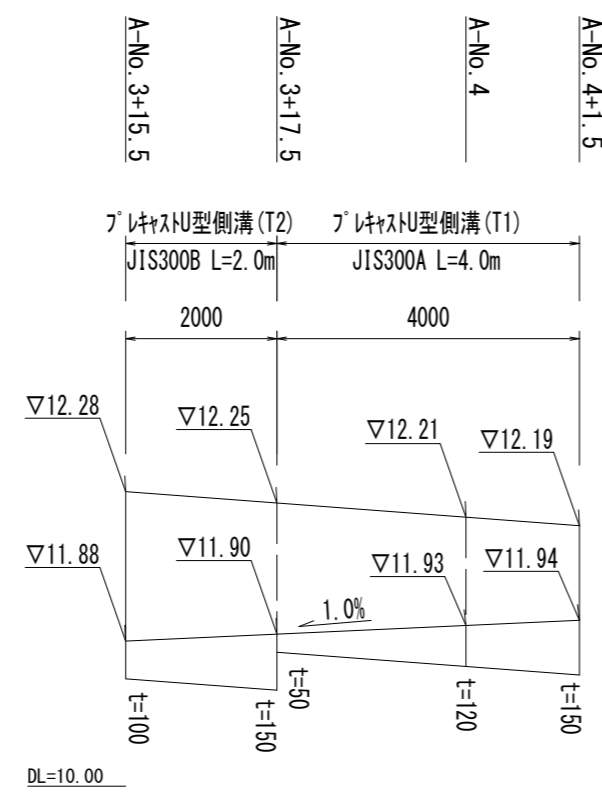 A-No. 3+15. 5
A-No. 3+17. 5
A-No. 4
A-No. 4+1. 5
プレキャストU型側溝(T2)
プレキャストU型側溝(T1)
JIS300B L=2. 0m
JIS300A L=4. 0m
2000
4000
▽12. 28
▽12. 25
▽12. 21
▽12. 19
▽11. 88
▽11. 90
▽11. 93
▽11. 94
1. 0%
t=100
t=150
t=50
t=120
t=150
DL=10. 00